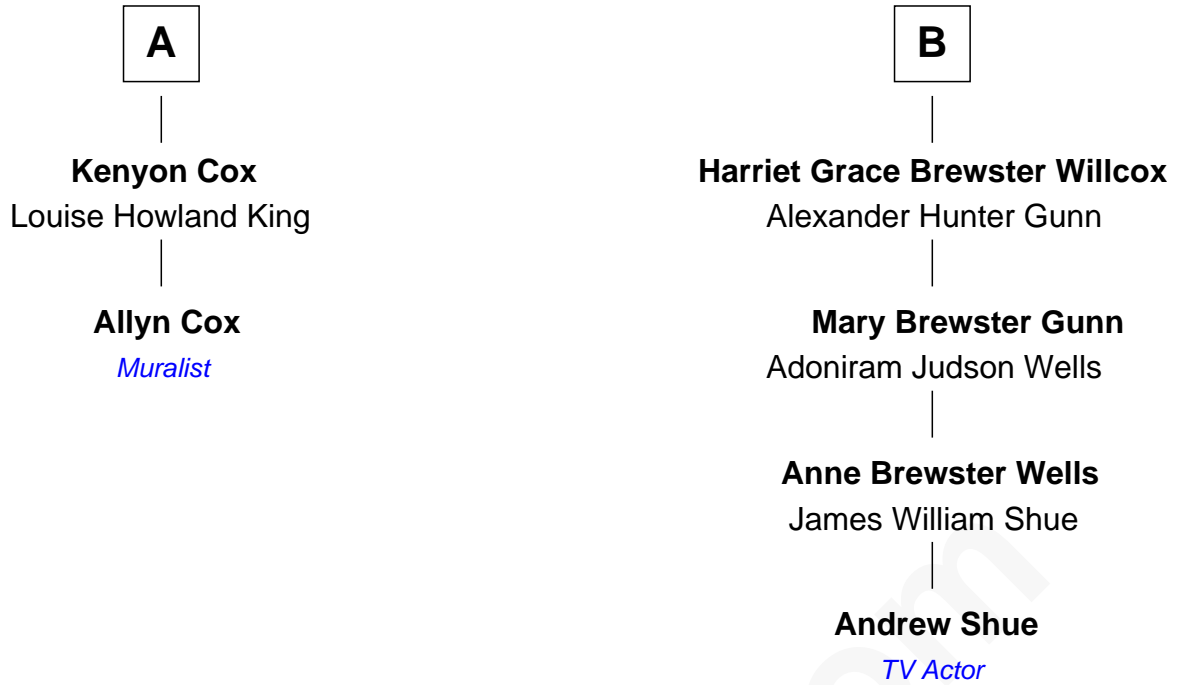 A
Kenyon Cox
Louise Howland King
Allyn Cox
Muralist
B
Harriet Grace Brewster Willcox
Alexander Hunter Gunn
Mary Brewster Gunn
Adoniram Judson Wells
Anne Brewster Wells
James William Shue
Andrew Shue
TV Actor